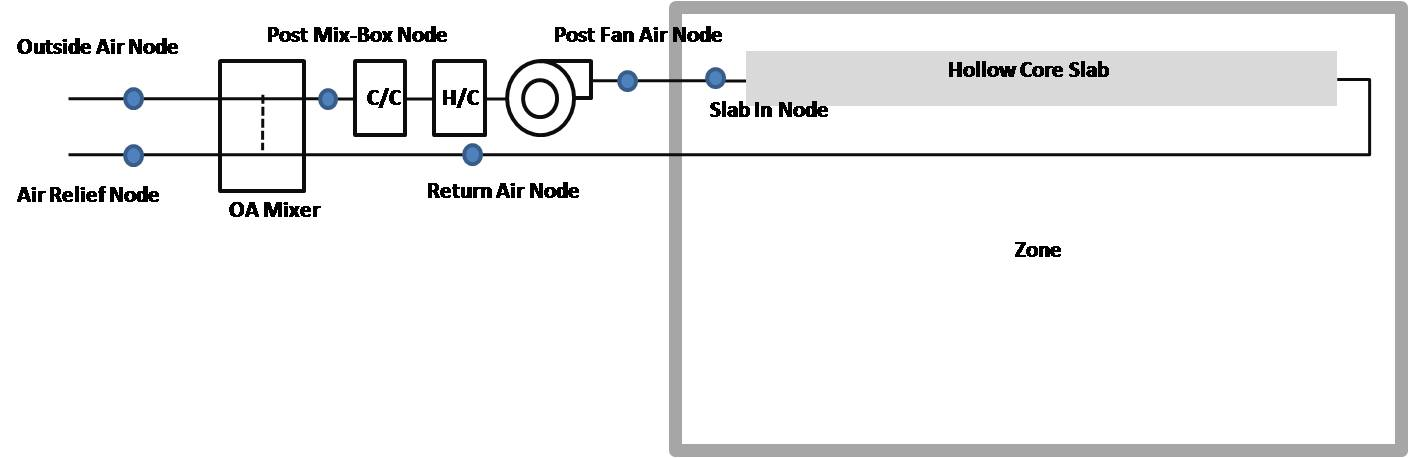 Outside Air Node
Post Mix-Box Node
Post Fan Air Node
Hollow Core Slab
C/C
H/C
Slab In Node
Air Relief Node
OA Mixer
Return Air Node
Zone